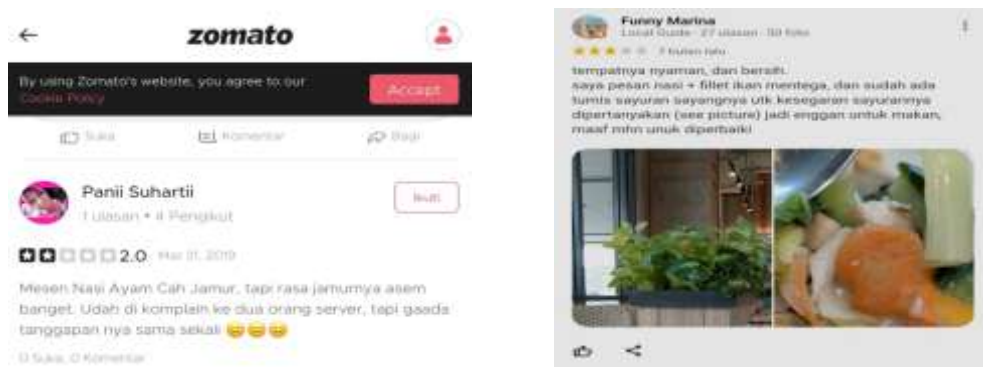 zomato
By using Zomato's website, you agree to our
Cookie Policy
Accept
Suka
Komentar
Bagi
Panii Suhartii
1 ulasan • 4 Pengikut
Ikuti
2.0 Mar 31, 2019
Mesen Nasi Ayam Cah Jamur, tapi rasa jamurnya asem
banget. Udah di komplain ke dua orang server, tapi gaada
tanggapan nya sama sekali
0 Suka, 0 Komentar
Funny Marina
Local Guide · 27 ulasan · 50 foto
7 bulan lalu
tempatnya nyaman, dan bersih.
saya pesan nasi + fillet ikan mentega, dan sudah ada
tumis sayuran sayangnya utk kesegaran sayurannya
dipertanyakan (see picture) jadi enggan untuk makan,
maaf mhn unuk diperbaiki